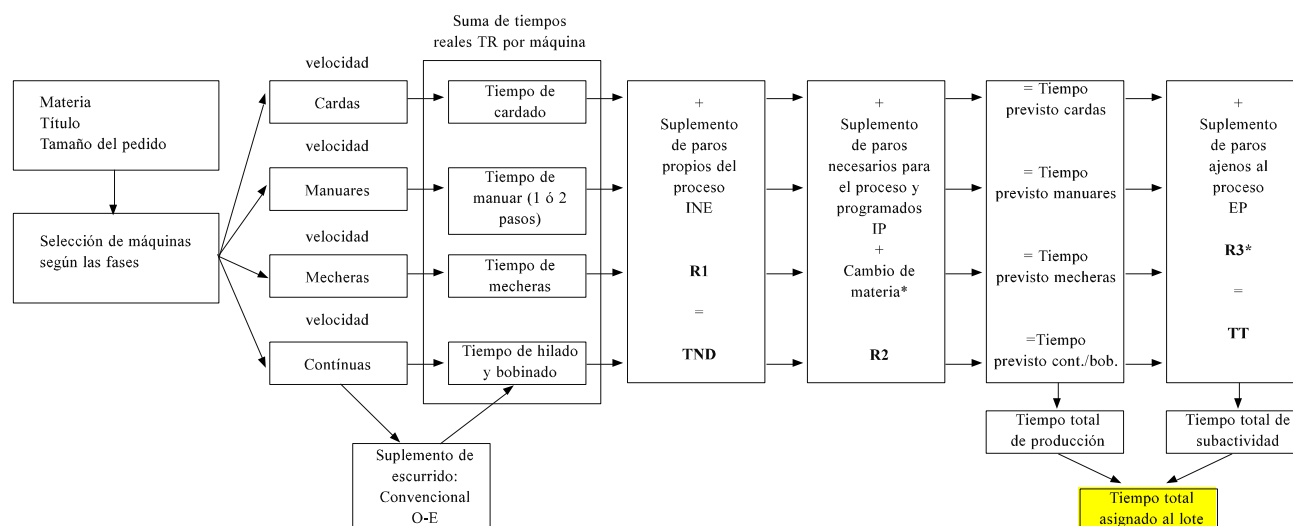 Suma de tiempos
reales TR por máquina
Materia
Título
Tamaño del pedido
Selección de máquinas
según las fases
velocidad
Cardas
velocidad
Manuares
velocidad
Mecheras
velocidad
Contínuas
Suplemento de
escurrido:
Convencional
O-E
Tiempo de
cardado
Tiempo de
manuar (1 ó 2
pasos)
Tiempo de
mecheras
Tiempo de hilado
y bobinado
+
Suplemento
de paros
propios del
proceso
INE
R1
=
TND
+
Suplemento
de paros
necesarios para
el proceso y
programados
IP
+
Cambio de
materia*
R2
= Tiempo
previsto cardas
= Tiempo
previsto manuares
= Tiempo
previsto mecheras
=Tiempo
previsto cont./bob.
+
Suplemento
de paros
ajenos al
proceso
EP
R3*
=
TT
Tiempo total
de producción
Tiempo total de
subactividad
Tiempo total
asignado al lote